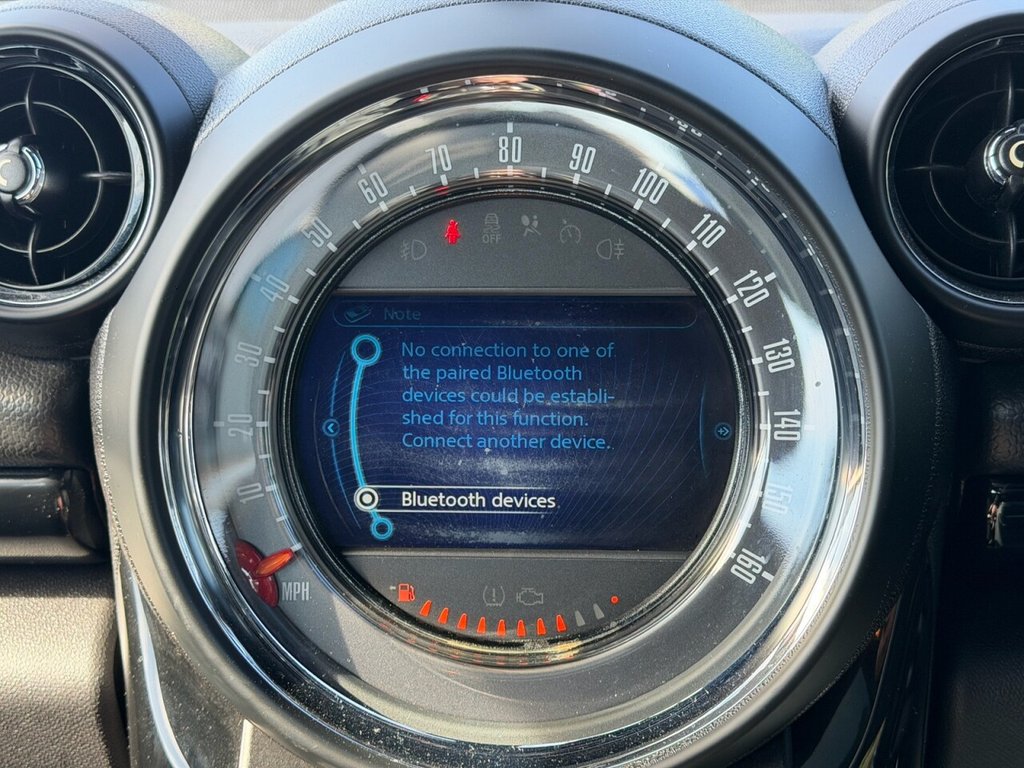 80
70
90
60
100
50
110
OFF
40
120
Note
30
No connection to one of
the paired Bluetooth
devices could be establi-
shed for this function.
Connect another device.
130
20
140
10
Bluetooth devices
150
160
MPH